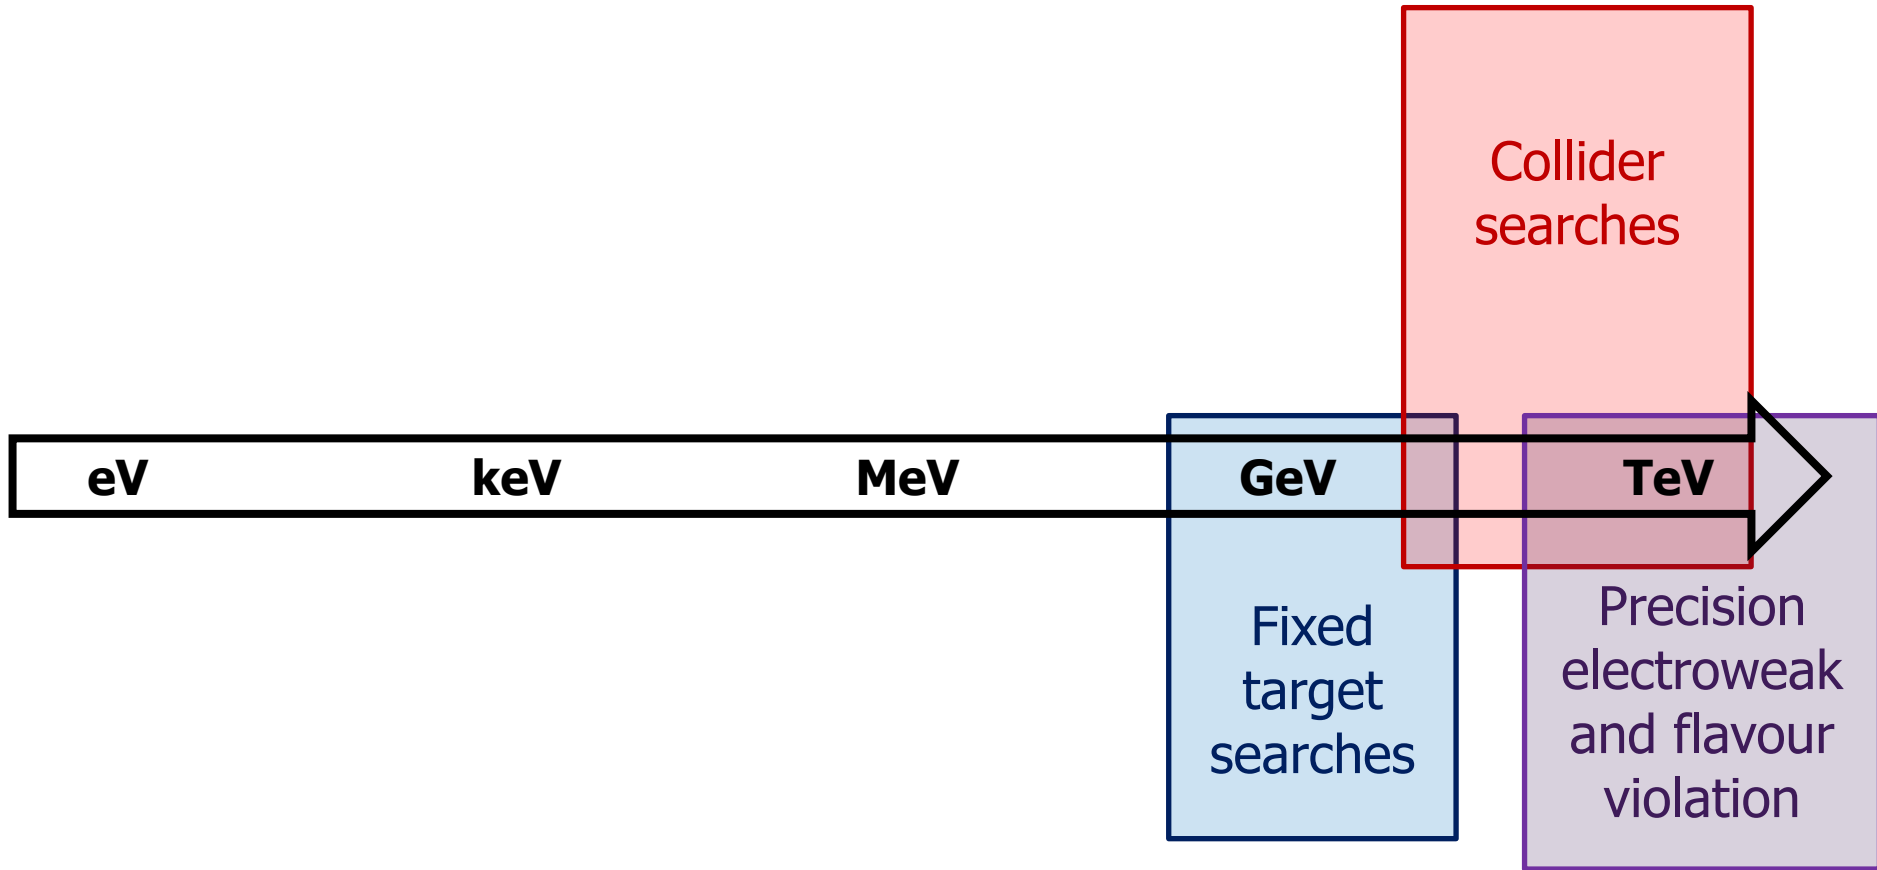 Collider
searches
eV keV MeV GeV TeV
Fixed
target
searches
Precision
electroweak
and flavour
violation